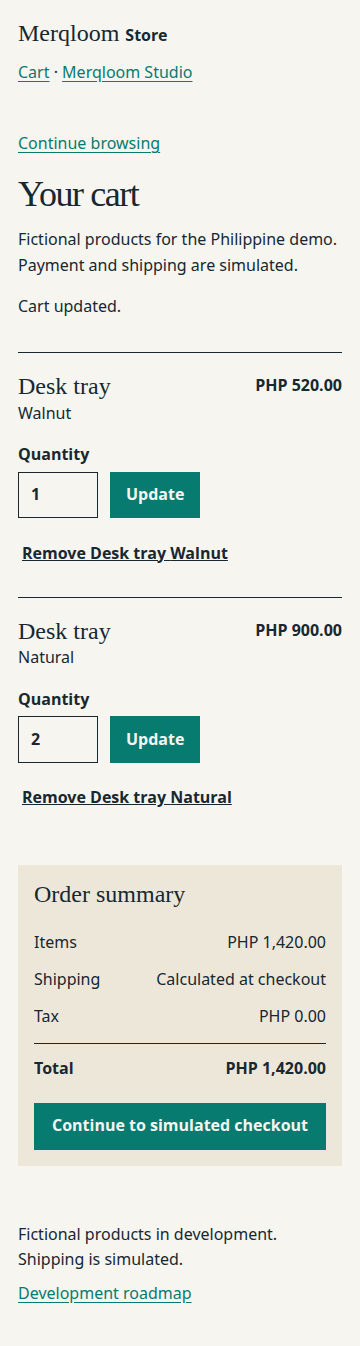 Merqloom Store
Cart · Merqloom Studio
Continue browsing
Your cart
Fictional products for the Philippine demo.
Payment and shipping are simulated.
Cart updated.
Desk tray PHP 520.00
Walnut
Quantity
1 Update
Remove Desk tray Walnut
Desk tray PHP 900.00
Natural
Quantity
2 Update
Remove Desk tray Natural
Order summary
Items PHP 1,420.00
Shipping Calculated at checkout
Tax PHP 0.00
Total PHP 1,420.00
Continue to simulated checkout
Fictional products in development.
Shipping is simulated.
Development roadmap